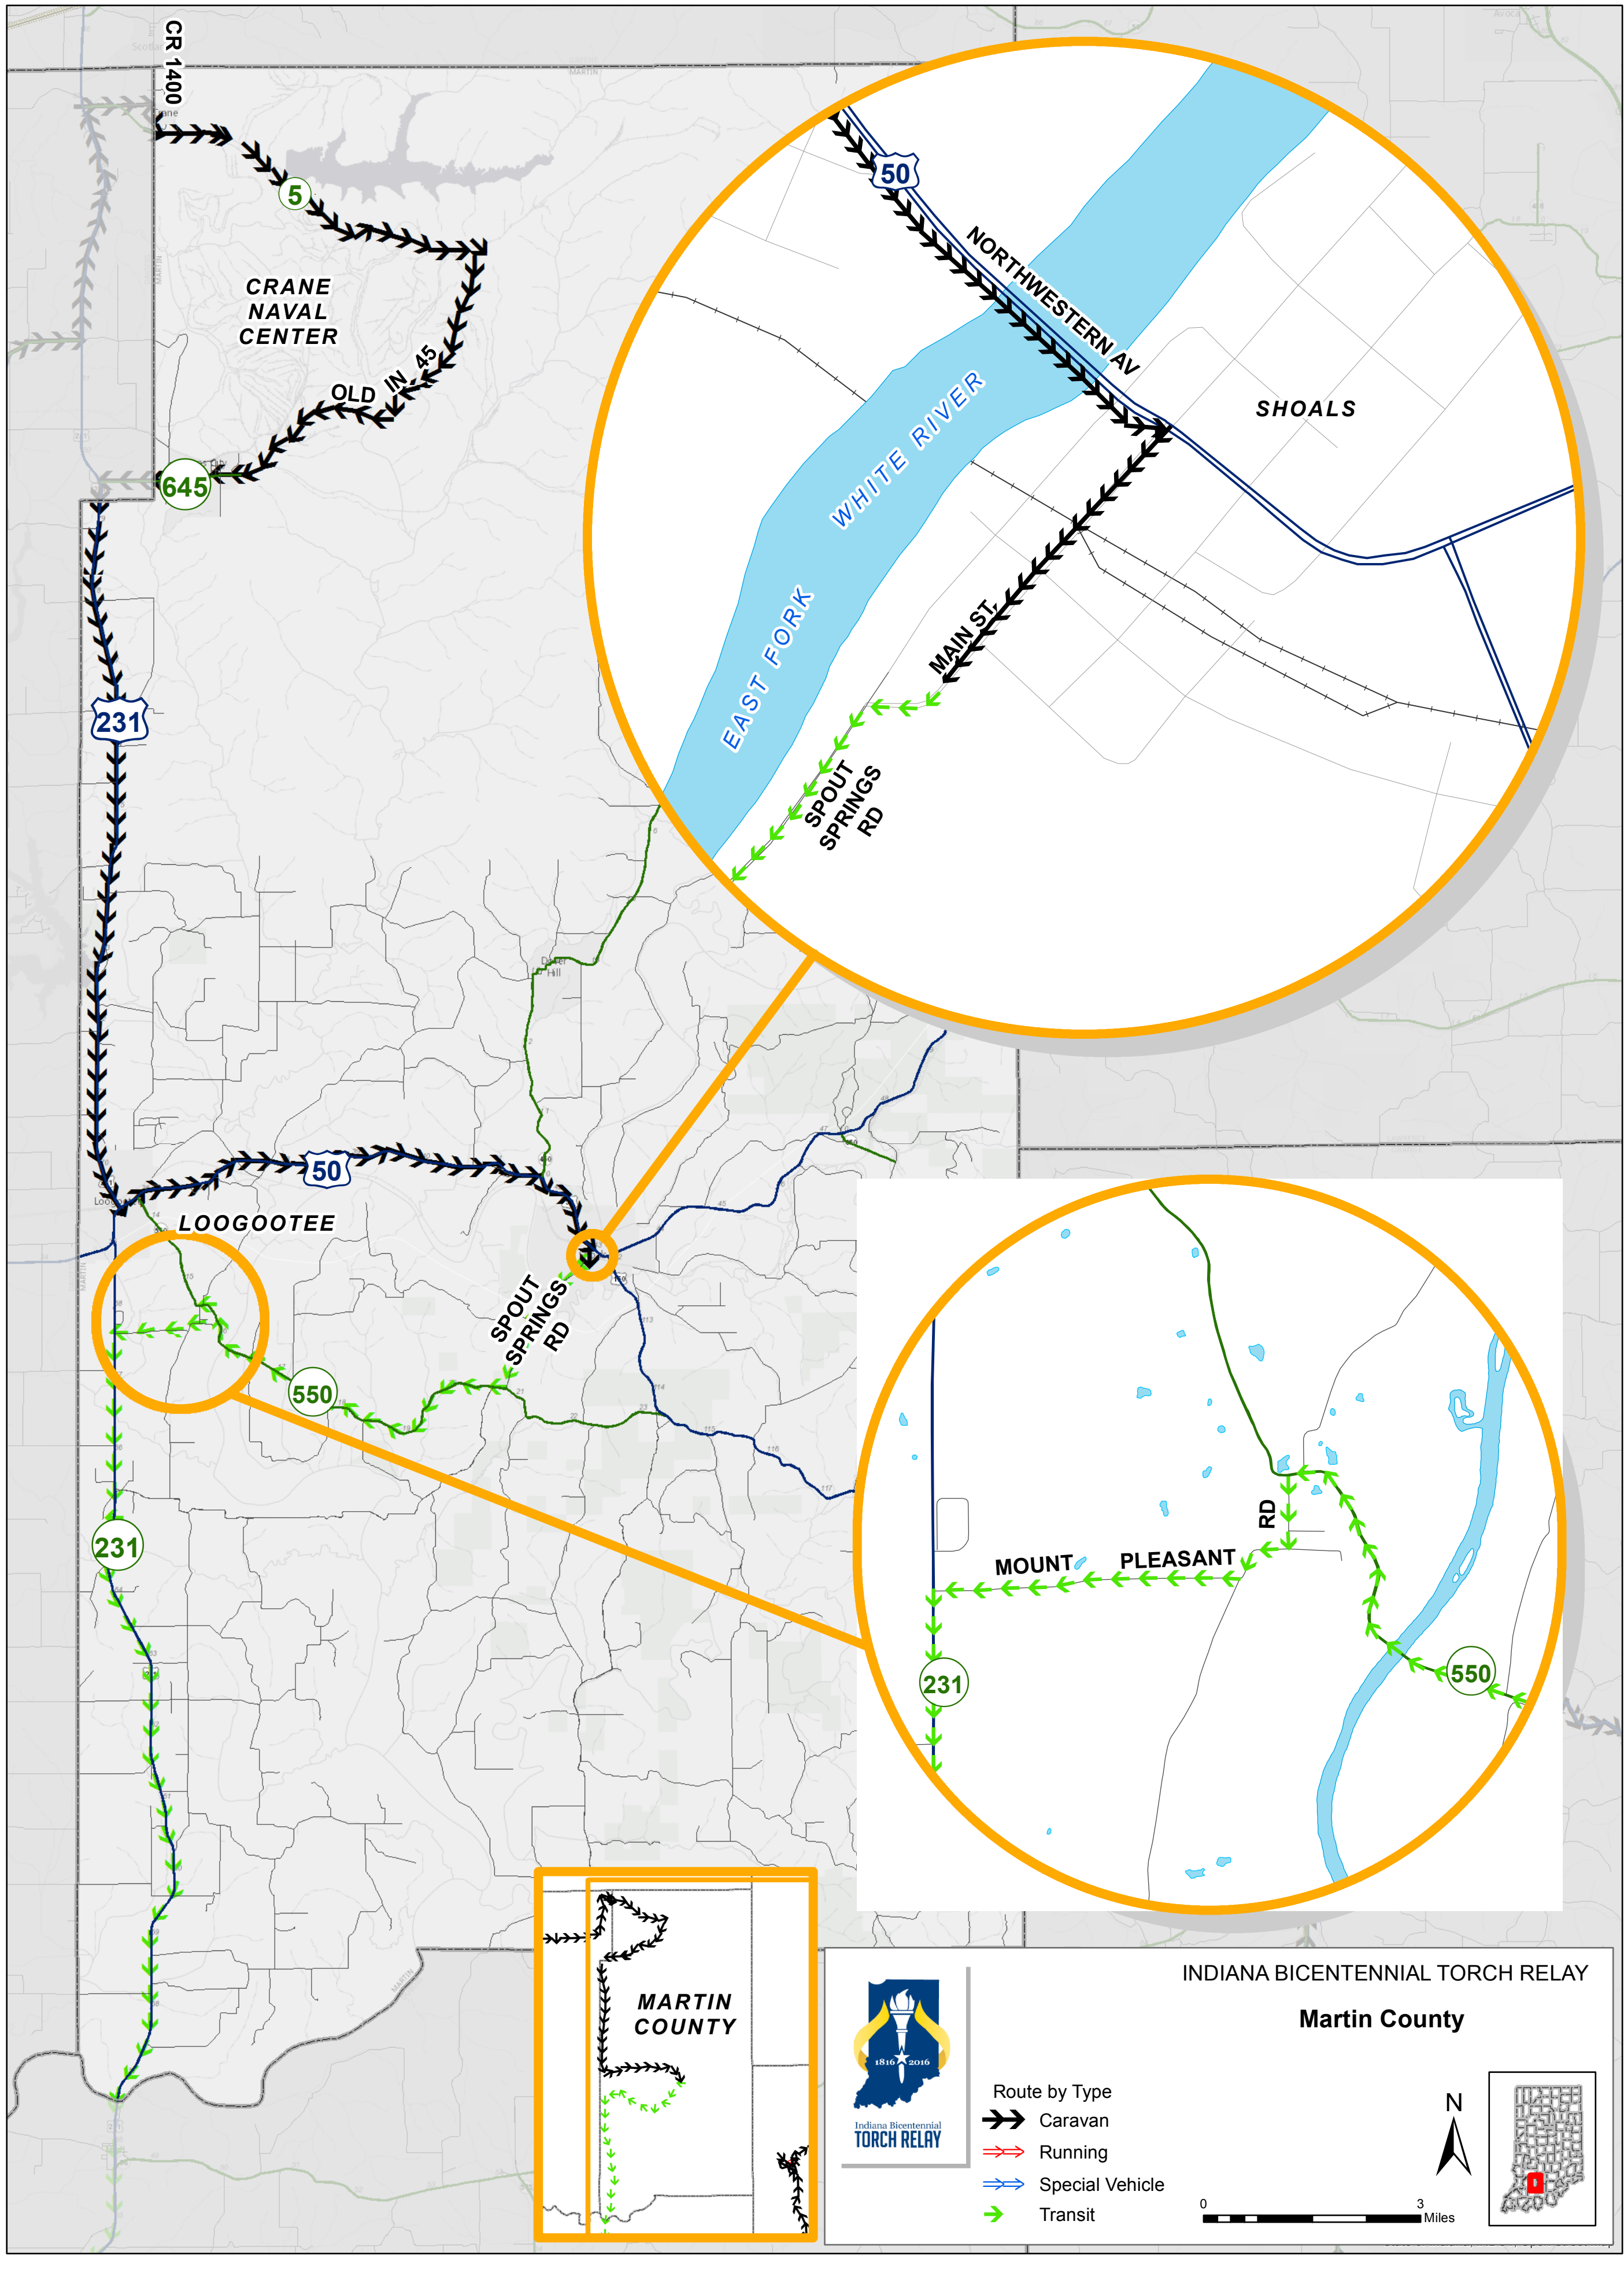 CR 1400
MARTIN
5
CRANE
NAVAL
CENTER
OLD IN 45
645
231
50
LOOGOOTEE
SPOUT
SPRINGS
RD
550
231
Hill
50
NORTHWESTERN AV
SHOALS
EAST FORK WHITE RIVER
MAIN ST.
SPOUT
SPRINGS
RD
MOUNT PLEASANT RD
231
550
MARTIN
MARTIN
COUNTY
1816 2016
Indiana Bicentennial
TORCH RELAY
INDIANA BICENTENNIAL TORCH RELAY
Martin County
Route by Type
Caravan
Running
Special Vehicle
Transit
N
0 3
Miles